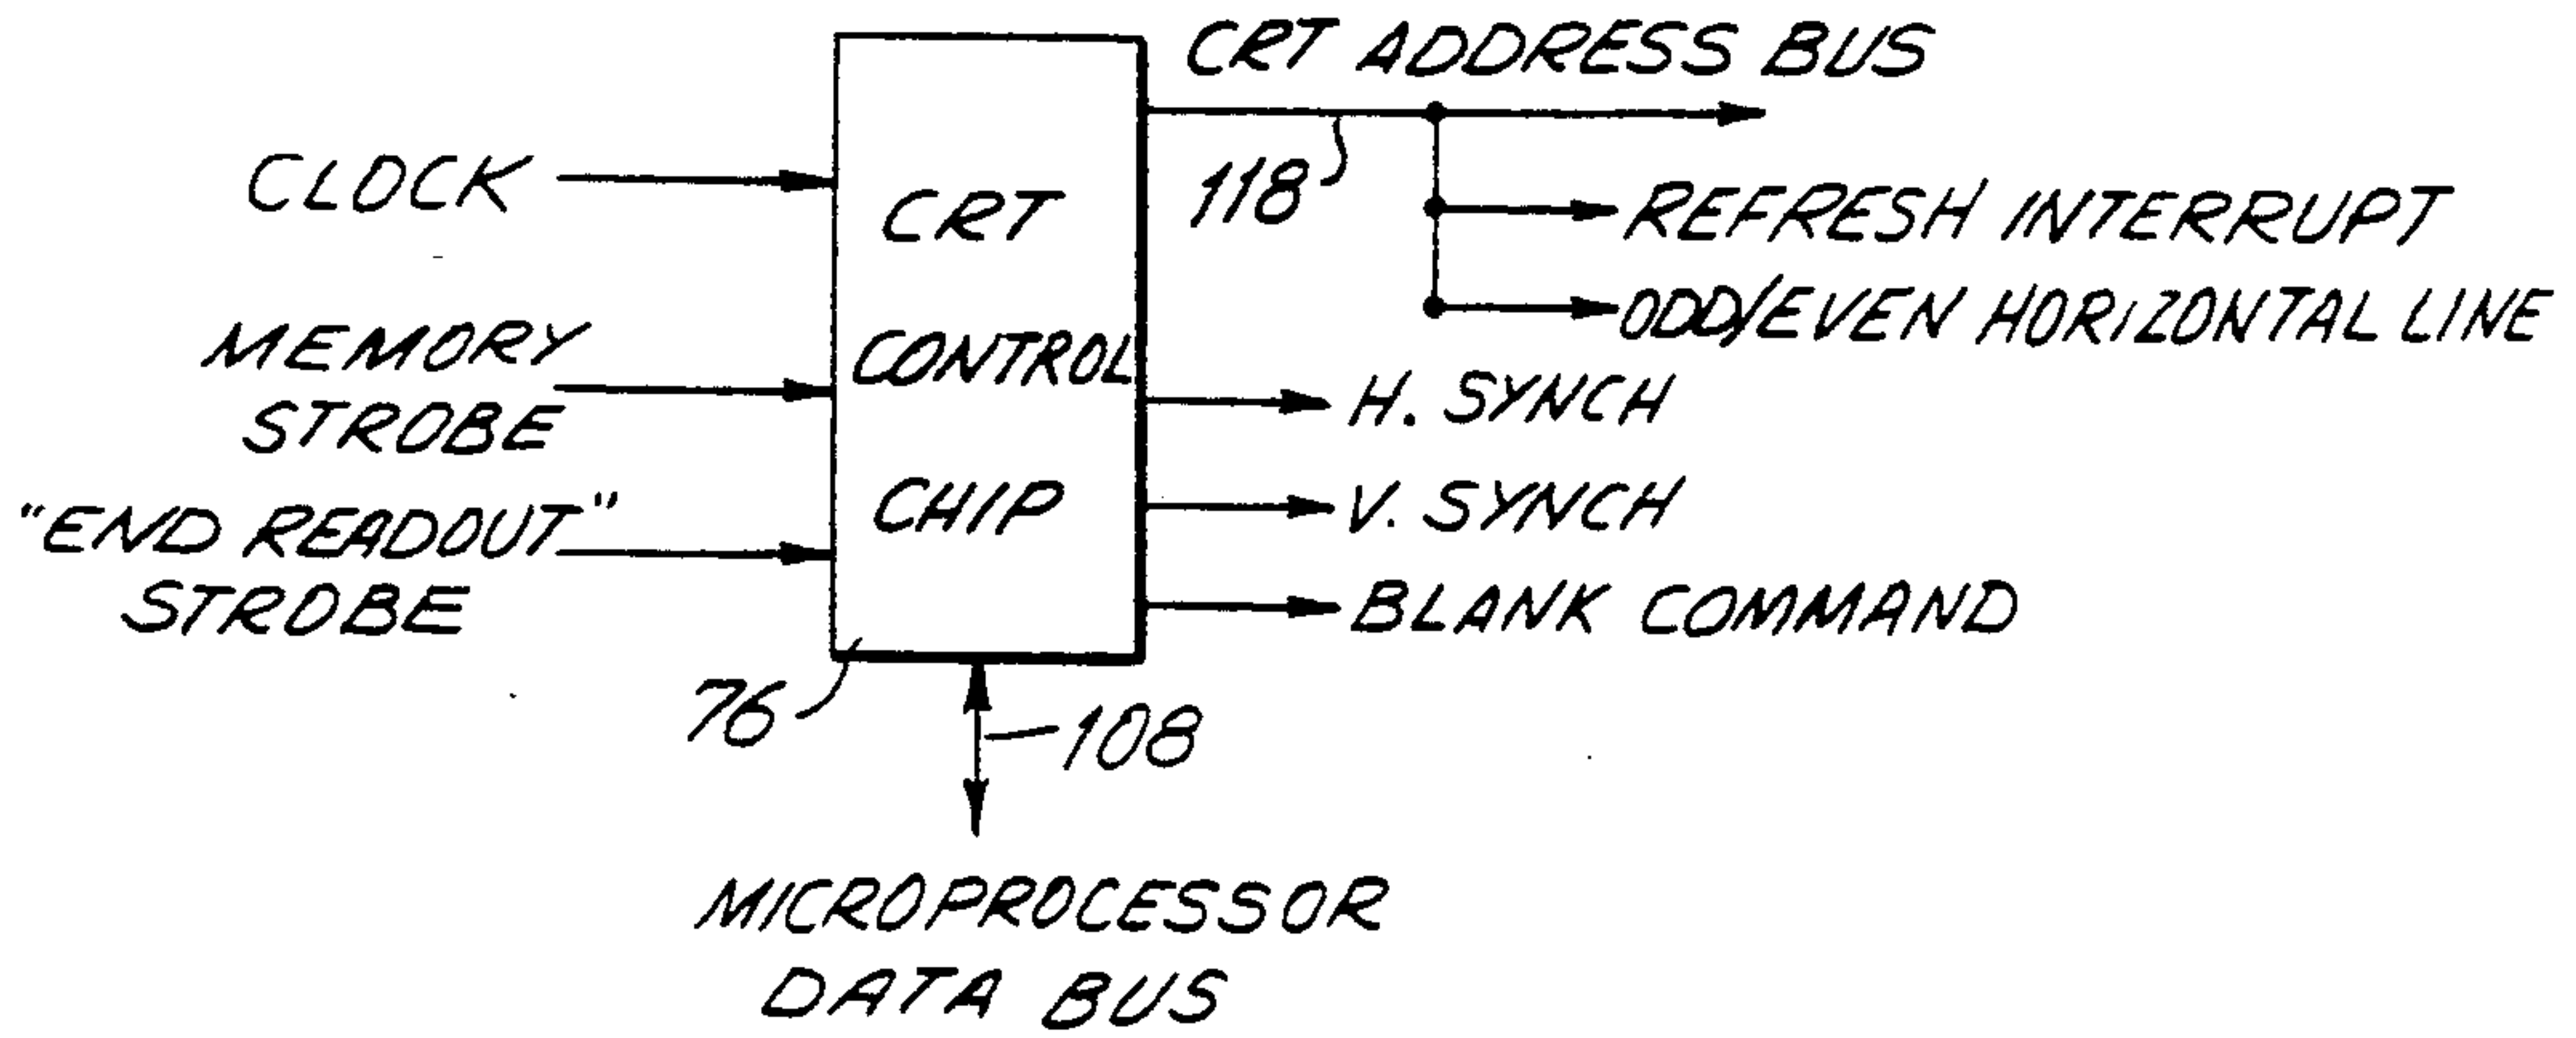 CRT ADDRESS BUS
118
CLOCK
REFRESH INTERRUPT
ODD/EVEN HORIZONTAL LINE
MEMORY
STROBE
"END READOUT"
STROBE
CRT
CONTROL
CHIP
H. SYNCH
V. SYNCH
BLANK COMMAND
76
108
MICROPROCESSOR
DATA BUS